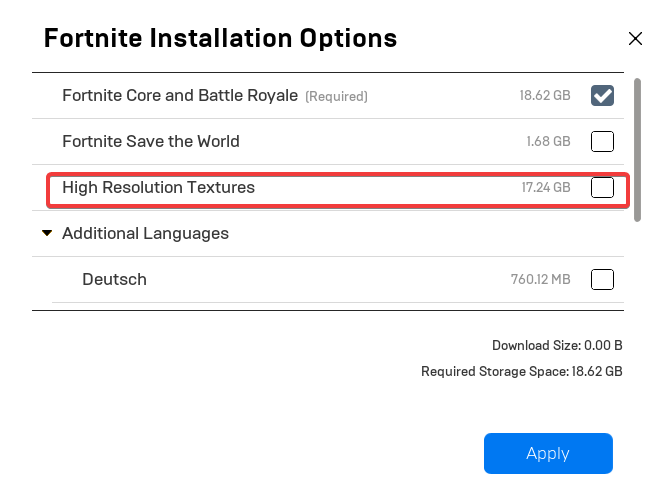 Fortnite Installation Options
Fortnite Core and Battle Royale (Required) 18.62 GB
Fortnite Save the World 1.68 GB
High Resolution Textures 17.24 GB
Additional Languages
Deutsch 760.12 MB
Download Size: 0.00 B
Required Storage Space: 18.62 GB
Apply